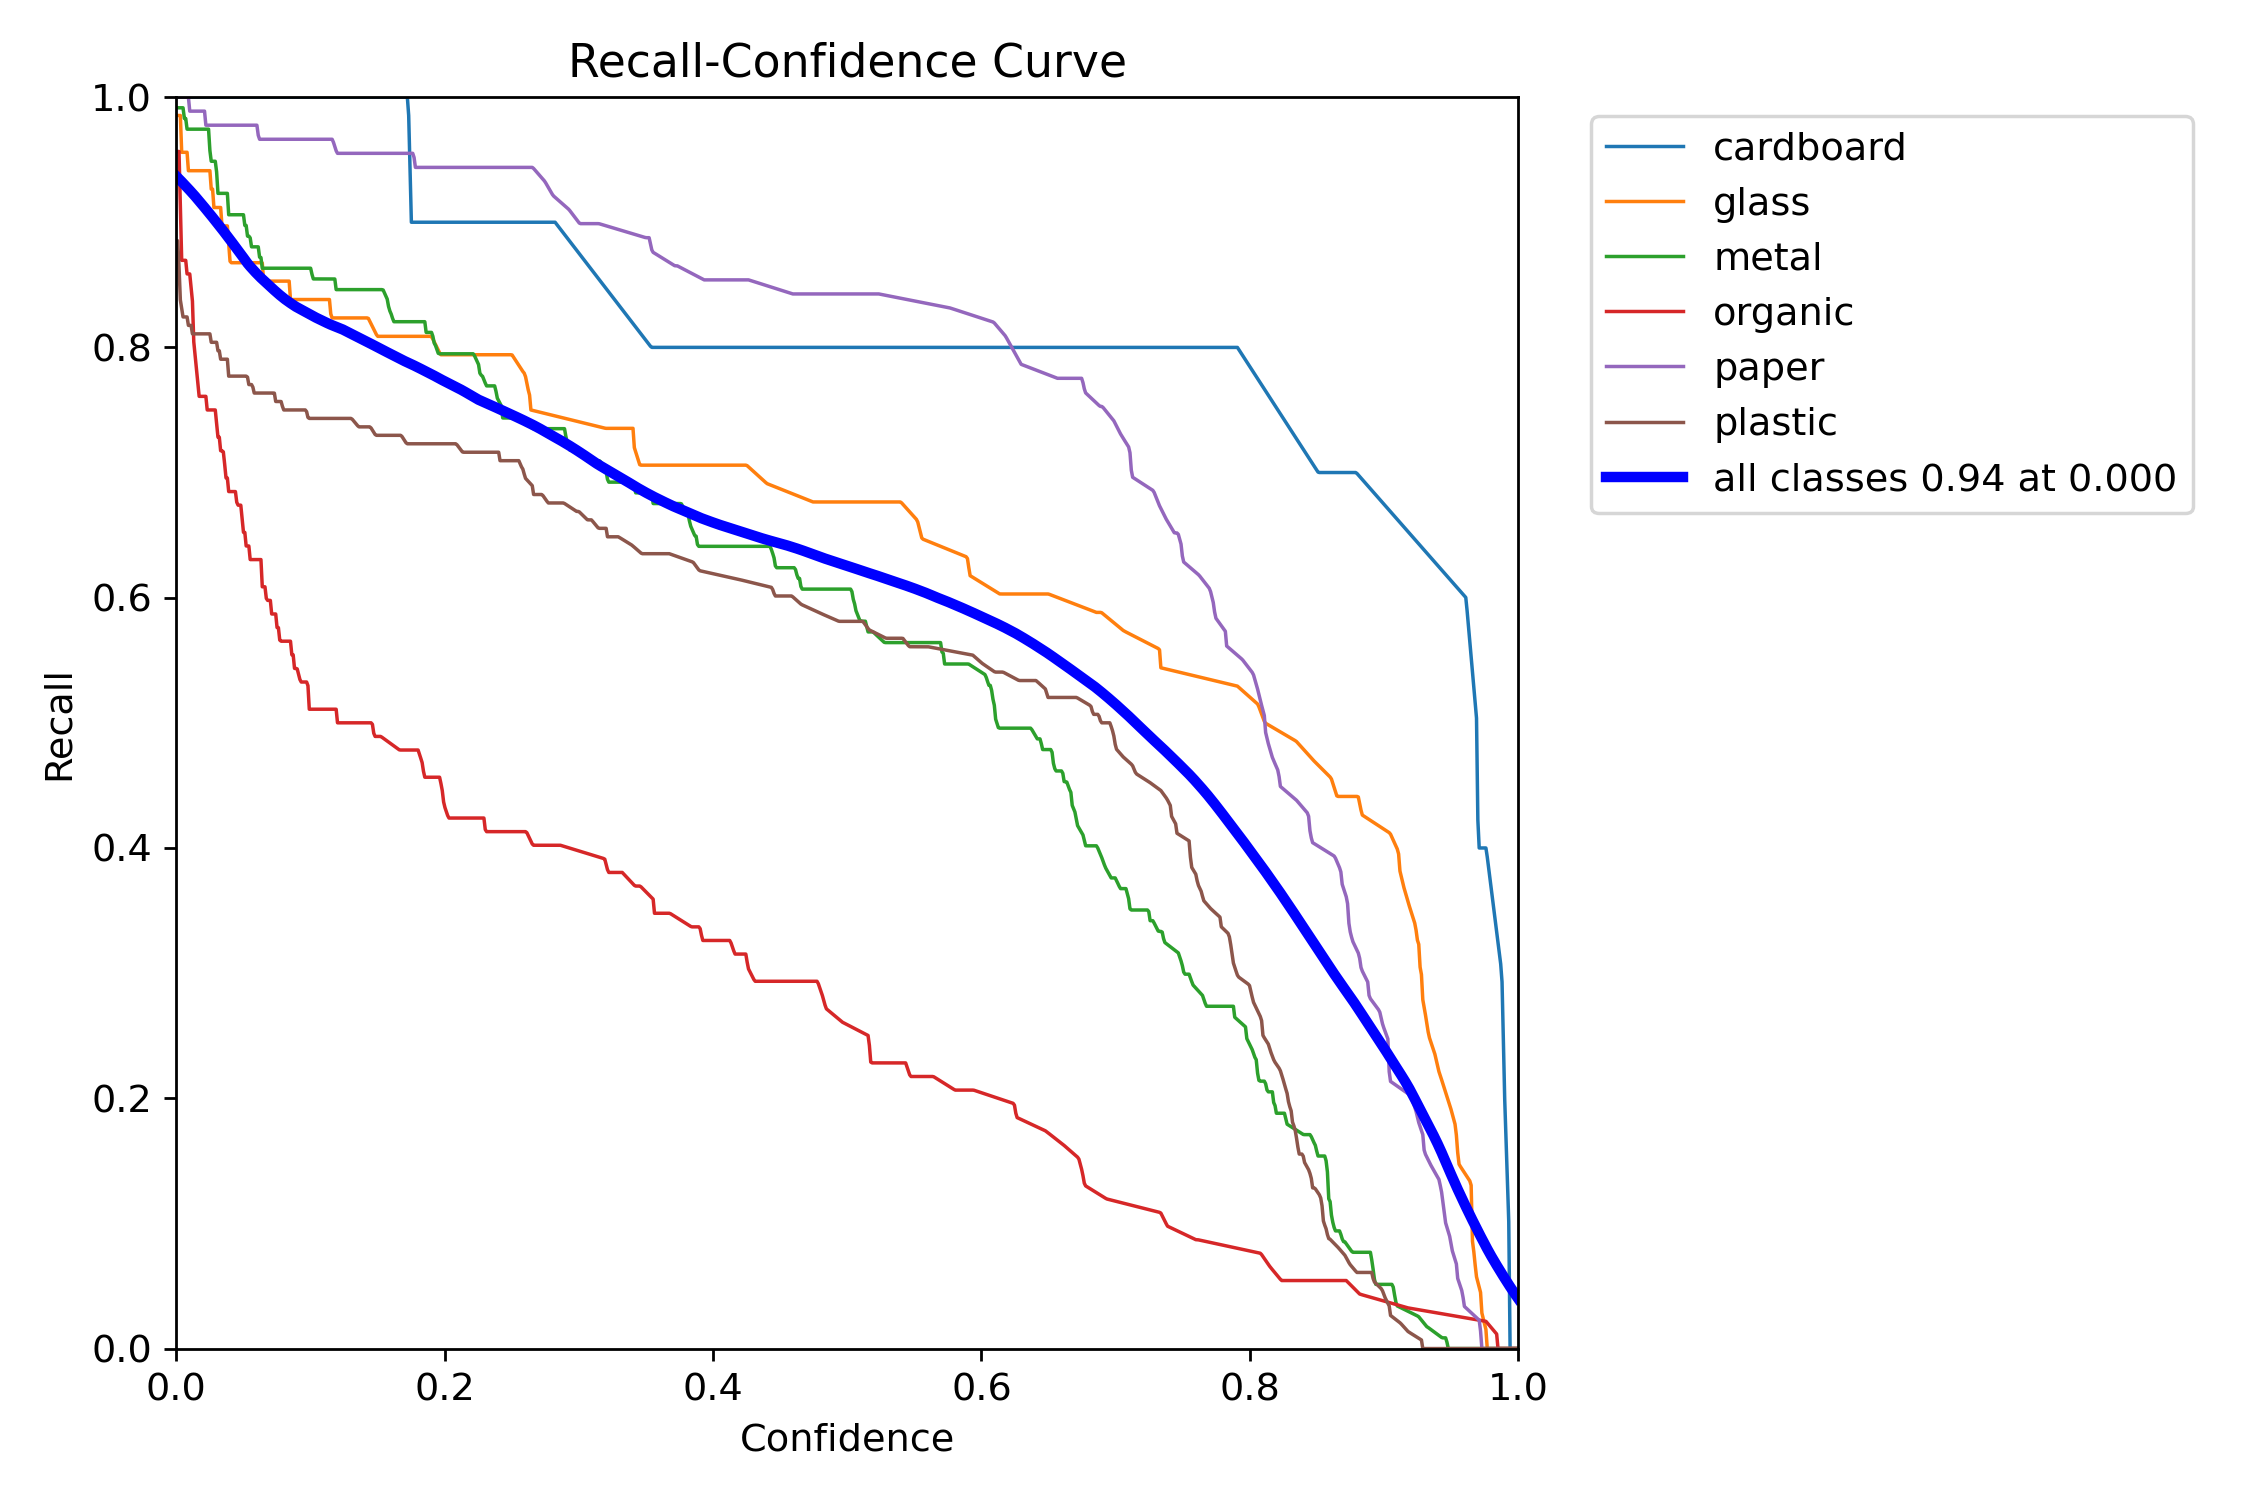 Recall-Confidence Curve
1.0
0.8
0.6
0.4
0.2
0.0
Recall
0.0 0.2 0.4 0.6 0.8 1.0
Confidence
cardboard
glass
metal
organic
paper
plastic
all classes 0.94 at 0.000